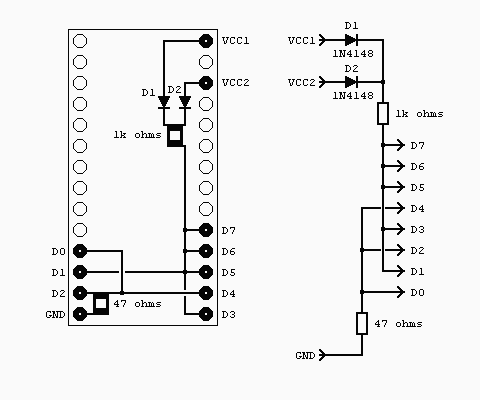 VCC1
VCC2
D1 D2
1k ohms
D7
D0 D6
D1 D5
D2 47 ohms D4
GND D3
D1
VCC1
1N4148
D2
VCC2
1N4148
1k ohms
D7
D6
D5
D4
D3
D2
D1
D0
47 ohms
GND